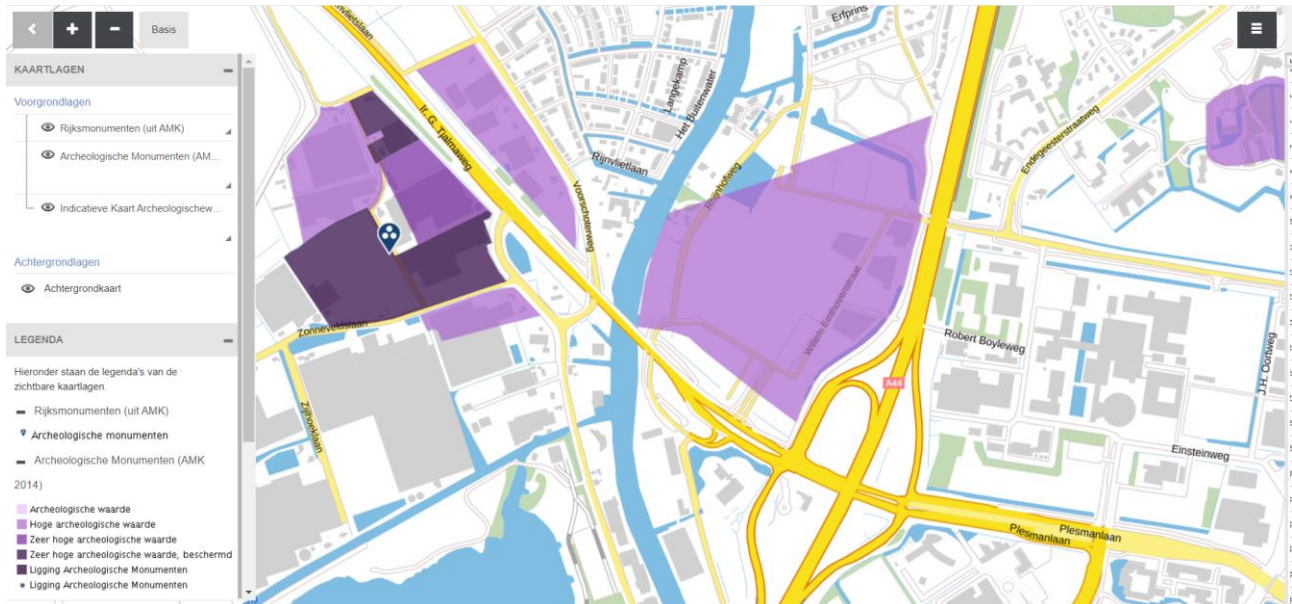 Basis
KAARTLAGEN
Voorgrondlagen
Rijksmonumenten (uit AMK)
Archeologische Monumenten (AM...
Indicatieve Kaart Archeologischew...
Achtergrondlagen
Achtergrondkaart
LEGENDA
Hieronder staan de legenda's van de
zichtbare kaartlagen.
Rijksmonumenten (uit AMK)
Archeologische monumenten
Archeologische Monumenten (AMK
2014)
Archeologische waarde
Hoge archeologische waarde
Zeer hoge archeologische waarde
Zeer hoge archeologische waarde, beschermd
Ligging Archeologische Monumenten
Ligging Archeologische Monumenten
Ir. G. Tjalmaweg
Voorschoterweg
Rijnvlietlaan
Langekamp
Het Buitenwater
Erfprins
Endegeesterstraatweg
Willem Einthovenstraat
Zonneveldslaan
Zijlhoeklaan
A44
Robert Boyleweg
J.H. Oortweg
Einsteinweg
Plesmanlaan
Plesmanlaan